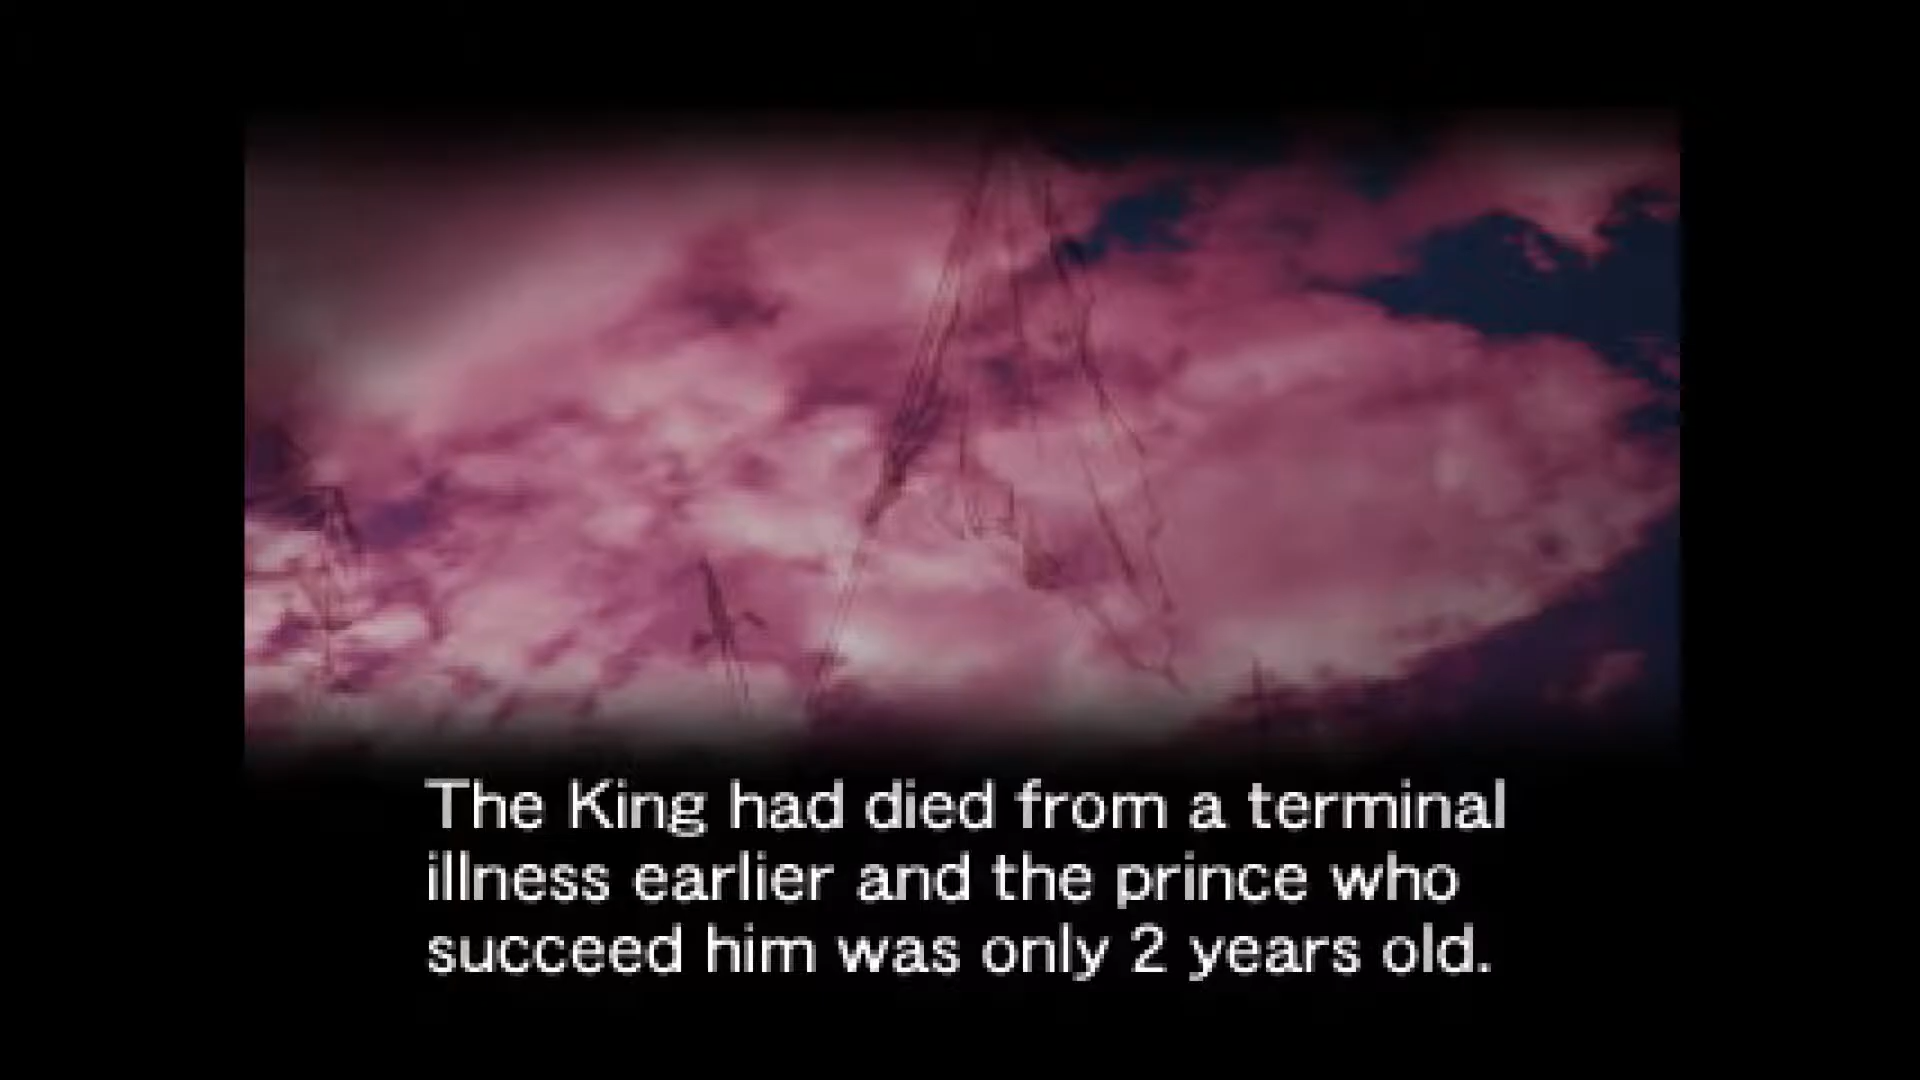 The King had died from a terminal
illness earlier and the prince who
succeed him was only 2 years old.